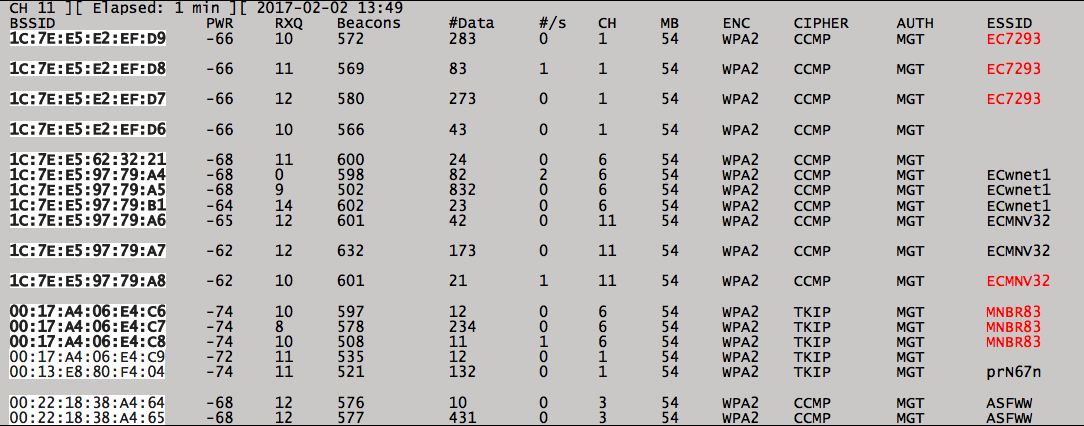 CH 11 ][ Elapsed: 1 min ][ 2017-02-02 13:49
BSSID PWR RXQ Beacons #Data #/s CH MB ENC CIPHER AUTH ESSID
1C:7E:E5:E2:EF:D9 -66 10 572 283 0 1 54 WPA2 CCMP MGT EC7293
1C:7E:E5:E2:EF:D8 -66 11 569 83 1 1 54 WPA2 CCMP MGT EC7293
1C:7E:E5:E2:EF:D7 -66 12 580 273 0 1 54 WPA2 CCMP MGT EC7293
1C:7E:E5:E2:EF:D6 -66 10 566 43 0 1 54 WPA2 CCMP MGT
1C:7E:E5:62:32:21 -68 11 600 24 0 6 54 WPA2 CCMP MGT
1C:7E:E5:97:79:A4 -68 0 598 82 2 6 54 WPA2 CCMP MGT ECwnet1
1C:7E:E5:97:79:A5 -68 9 502 832 0 6 54 WPA2 CCMP MGT ECwnet1
1C:7E:E5:97:79:B1 -64 14 602 23 0 6 54 WPA2 CCMP MGT ECwnet1
1C:7E:E5:97:79:A6 -65 12 601 42 0 11 54 WPA2 CCMP MGT ECMNV32
1C:7E:E5:97:79:A7 -62 12 632 173 0 11 54 WPA2 CCMP MGT ECMNV32
1C:7E:E5:97:79:A8 -62 10 601 21 1 11 54 WPA2 CCMP MGT ECMNV32
00:17:A4:06:E4:C6 -74 10 597 12 0 6 54 WPA2 TKIP MGT MNBR83
00:17:A4:06:E4:C7 -74 8 578 234 0 6 54 WPA2 TKIP MGT MNBR83
00:17:A4:06:E4:C8 -74 10 508 11 1 6 54 WPA2 TKIP MGT MNBR83
00:17:A4:06:E4:C9 -72 11 535 12 0 1 54 WPA2 TKIP MGT
00:13:E8:80:F4:04 -74 11 521 132 0 1 54 WPA2 TKIP MGT prN67n
00:22:18:38:A4:64 -68 12 576 10 0 3 54 WPA2 CCMP MGT ASFWW
00:22:18:38:A4:65 -68 12 577 431 0 3 54 WPA2 CCMP MGT ASFWW